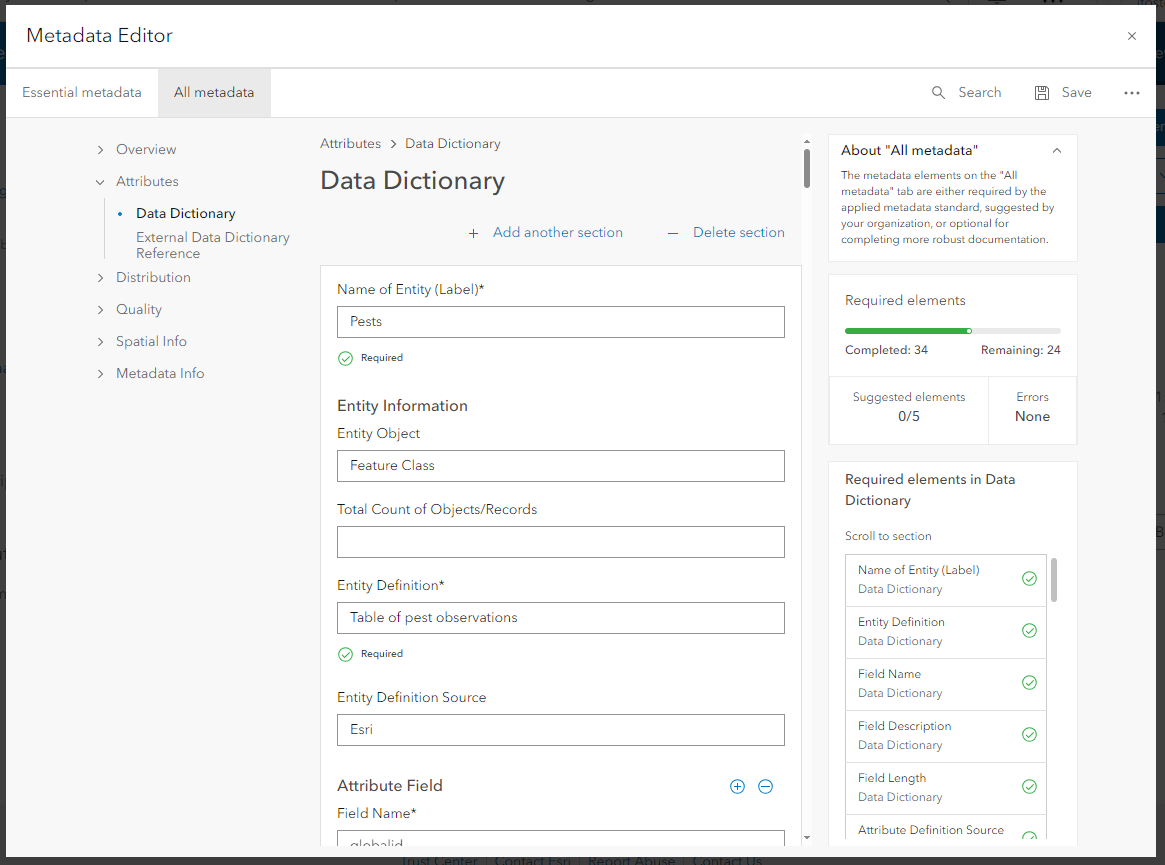 Metadata Editor
Essential metadata
All metadata
Search
Save
Overview
Attributes
Data Dictionary
External Data Dictionary
Reference
Distribution
Quality
Spatial Info
Metadata Info
Attributes > Data Dictionary
Data Dictionary
+ Add another section
— Delete section
Name of Entity (Label)*
Pests
Required
Entity Information
Entity Object
Feature Class
Total Count of Objects/Records
Entity Definition*
Table of pest observations
Required
Entity Definition Source
Esri
Attribute Field
Field Name*
globalid
About "All metadata"
The metadata elements on the "All
metadata" tab are either required by the
applied metadata standard, suggested by
your organization, or optional for
completing more robust documentation.
Required elements
Completed: 34
Remaining: 24
Suggested elements
0/5
Errors
None
Required elements in Data
Dictionary
Scroll to section
Name of Entity (Label)
Data Dictionary
Entity Definition
Data Dictionary
Field Name
Data Dictionary
Field Description
Data Dictionary
Field Length
Data Dictionary
Attribute Definition Source
Trust Center | Contact Esri | Report Abuse | Contact Us